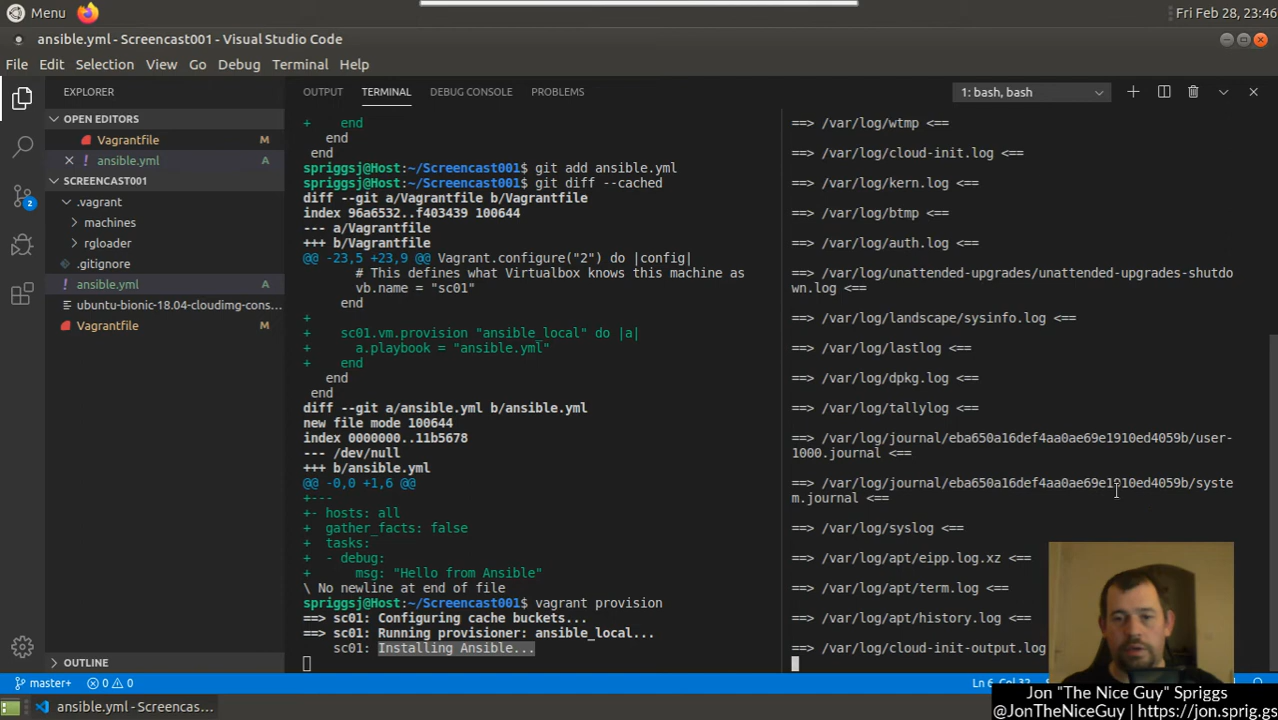 Menu
Fri Feb 28, 23:46
ansible.yml - Screencast001 - Visual Studio Code
File Edit Selection View Go Debug Terminal Help
EXPLORER
OPEN EDITORS
Vagrantfile M
! ansible.yml A
SCREENCAST001
.vagrant
machines
rgloader
.gitignore
! ansible.yml A
ubuntu-bionic-18.04-cloudimg-cons...
Vagrantfile M
OUTLINE
2
OUTPUT TERMINAL DEBUG CONSOLE PROBLEMS
1: bash, bash
+ end
end
end
spriggsj@Host:~/Screencast001$ git add ansible.yml
spriggsj@Host:~/Screencast001$ git diff --cached
diff --git a/Vagrantfile b/Vagrantfile
index 96a6532..f403439 100644
--- a/Vagrantfile
+++ b/Vagrantfile
@@ -23,5 +23,9 @@ Vagrant.configure("2") do |config|
# This defines what Virtualbox knows this machine as
vb.name = "sc01"
end
+
+ sc01.vm.provision "ansible_local" do |a|
+ a.playbook = "ansible.yml"
+ end
end
end
diff --git a/ansible.yml b/ansible.yml
new file mode 100644
index 0000000..11b5678
--- /dev/null
+++ b/ansible.yml
@@ -0,0 +1,6 @@
+---
+- hosts: all
+ gather_facts: false
+ tasks:
+ - debug:
+ msg: "Hello from Ansible"
\ No newline at end of file
spriggsj@Host:~/Screencast001$ vagrant provision
==> sc01: Configuring cache buckets...
==> sc01: Running provisioner: ansible_local...
sc01: Installing Ansible...
==> /var/log/wtmp <==
==> /var/log/cloud-init.log <==
==> /var/log/kern.log <==
==> /var/log/btmp <==
==> /var/log/auth.log <==
==> /var/log/unattended-upgrades/unattended-upgrades-shutdo
wn.log <==
==> /var/log/landscape/sysinfo.log <==
==> /var/log/lastlog <==
==> /var/log/dpkg.log <==
==> /var/log/tallylog <==
==> /var/log/journal/eba650a16def4aa0ae69e1910ed4059b/user-
1000.journal <==
==> /var/log/journal/eba650a16def4aa0ae69e1910ed4059b/syste
m.journal <==
==> /var/log/syslog <==
==> /var/log/apt/eipp.log.xz <==
==> /var/log/apt/term.log <==
==> /var/log/apt/history.log <==
==> /var/log/cloud-init-output.log
master+ 0 0
Ln 6, Col 32
ansible.yml - Screencas...
Jon "The Nice Guy" Spriggs
@JonTheNiceGuy | https://jon.sprig.gs